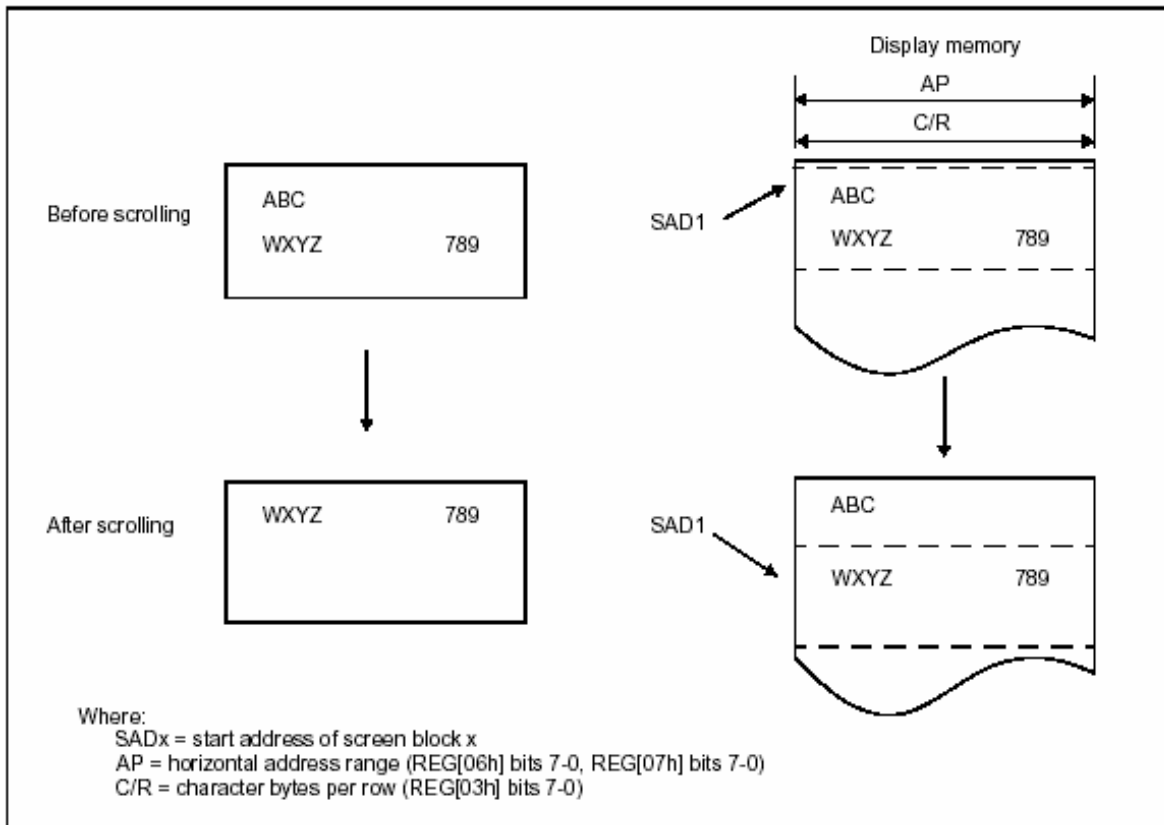 Display memory
AP
C/R
Before scrolling
ABC
WXYZ 789
SAD1
ABC
WXYZ 789
After scrolling
WXYZ 789
SAD1
ABC
WXYZ 789
Where:
SADx = start address of screen block x
AP = horizontal address range (REG[06h] bits 7-0, REG[07h] bits 7-0)
C/R = character bytes per row (REG[03h] bits 7-0)